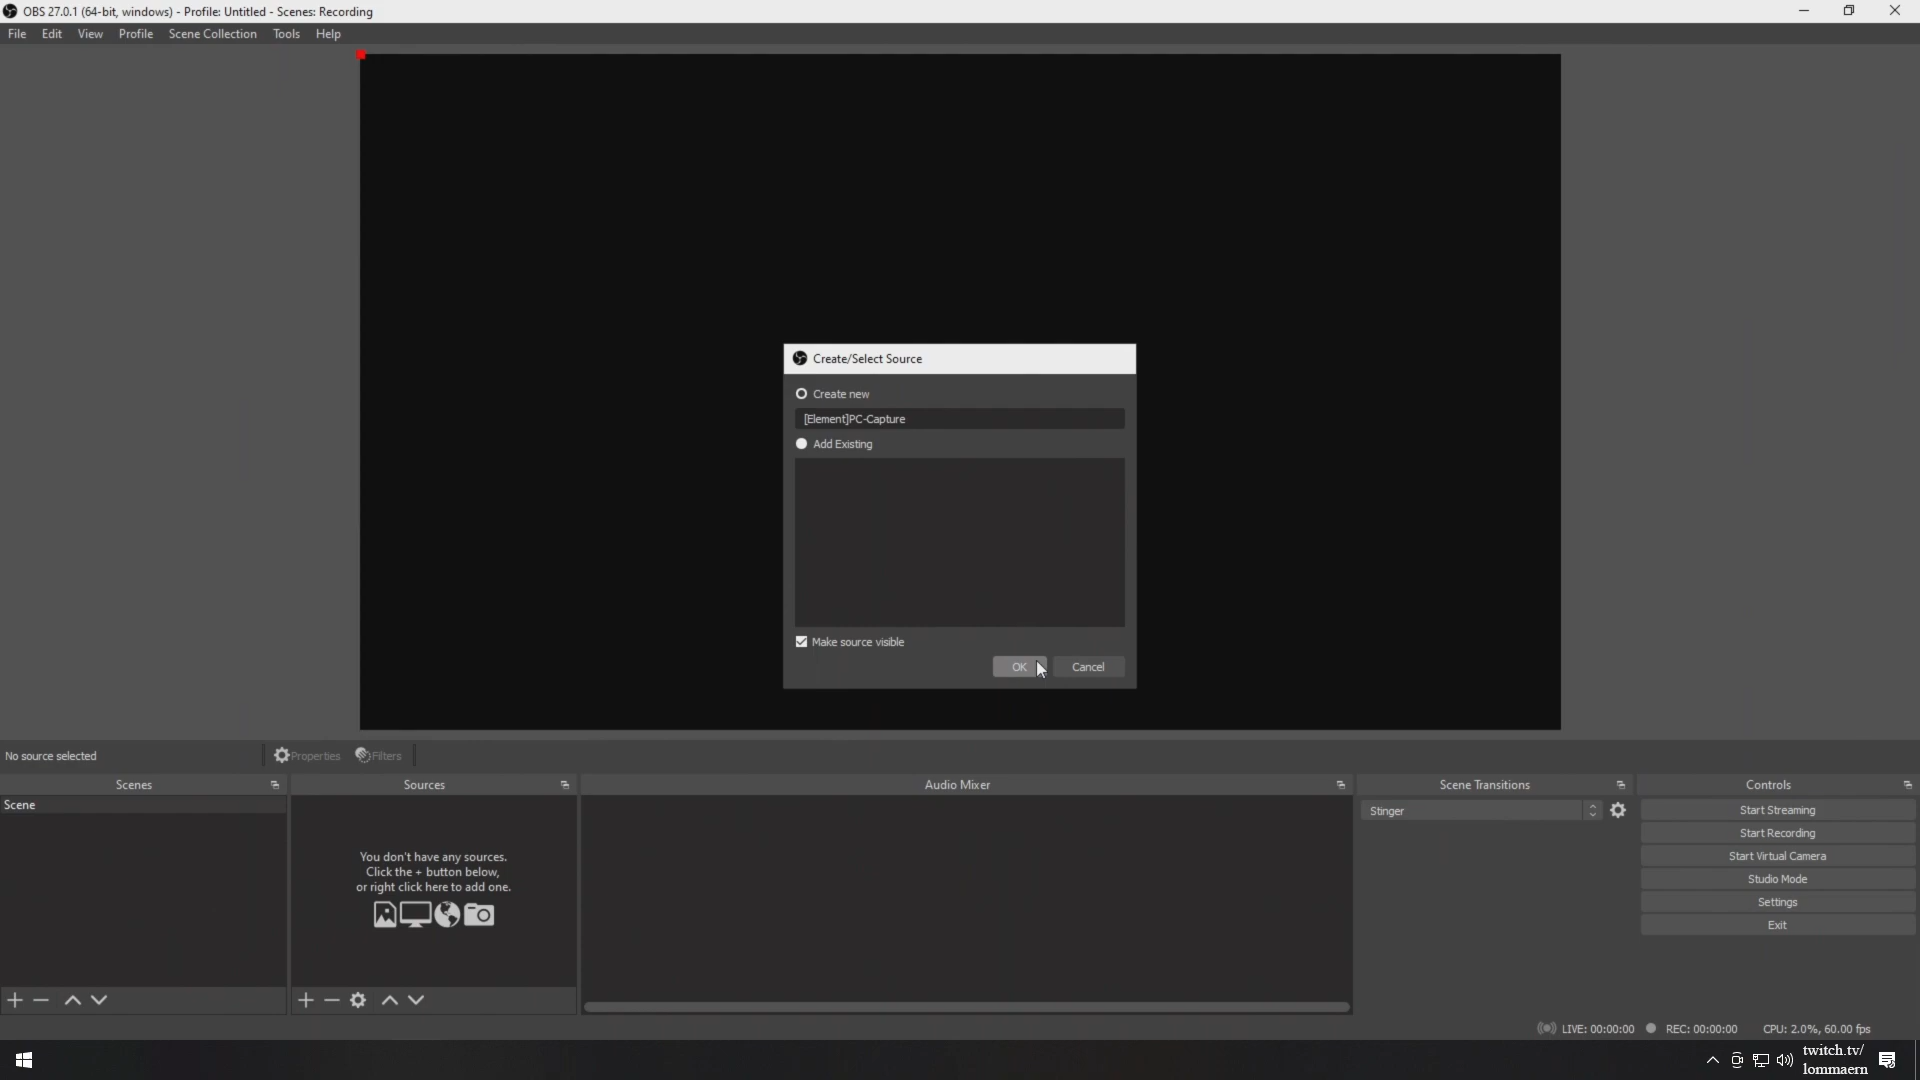 OBS 27.0.1 (64-bit, windows) - Profile: Untitled - Scenes: Recording
File Edit View Profile Scene Collection Tools Help
Create/Select Source
Create new
[Element]PC-Capture
Add Existing
Make source visible
OK Cancel
No source selected Properties Filters
Scenes Sources Audio Mixer Scene Transitions Controls
Scene
You don't have any sources.
Click the + button below,
or right click here to add one.
Stinger
Start Streaming
Start Recording
Start Virtual Camera
Studio Mode
Settings
Exit
LIVE: 00:00:00 REC: 00:00:00 CPU: 2.0%, 60.00 fps
twitch.tv/
lommaern